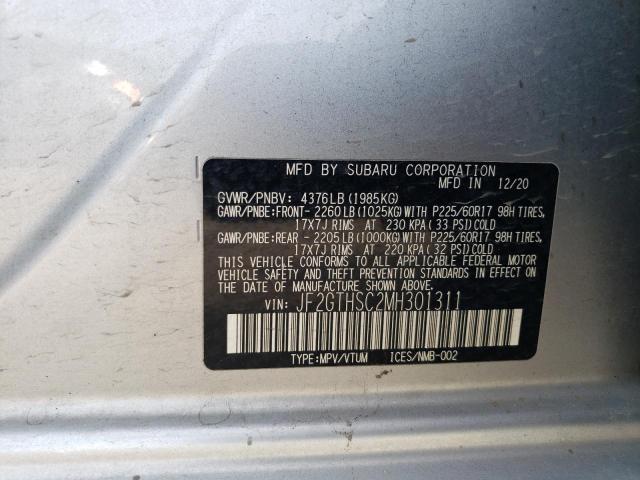 MFD BY SUBARU CORPORATION
MFD IN 12/20
GVWR/PNBV: 4376LB(1985KG)
GAWR/PNBE:FRONT- 2260LB(1025KG)WITH P225/60R17 98H TIRES,
17X7J RIMS AT 230 KPA( 33 PSI)COLD
GAWR/PNBE:REAR - 2205LB(1000KG)WITH P225/60R17 98H TIRES,
17X7J RIMS AT 220 KPA( 32 PSI)COLD
THIS VEHICLE CONFORMS TO ALL APPLICABLE FEDERAL MOTOR
VEHICLE SAFETY AND THEFT PREVENTION STANDARDS IN EFFECT
ON THE DATE OF MANUFACTURE SHOWN ABOVE.
VIN: JF2GTHSC2MH301311
TYPE:MPV/VTUM ICES/NMB-002